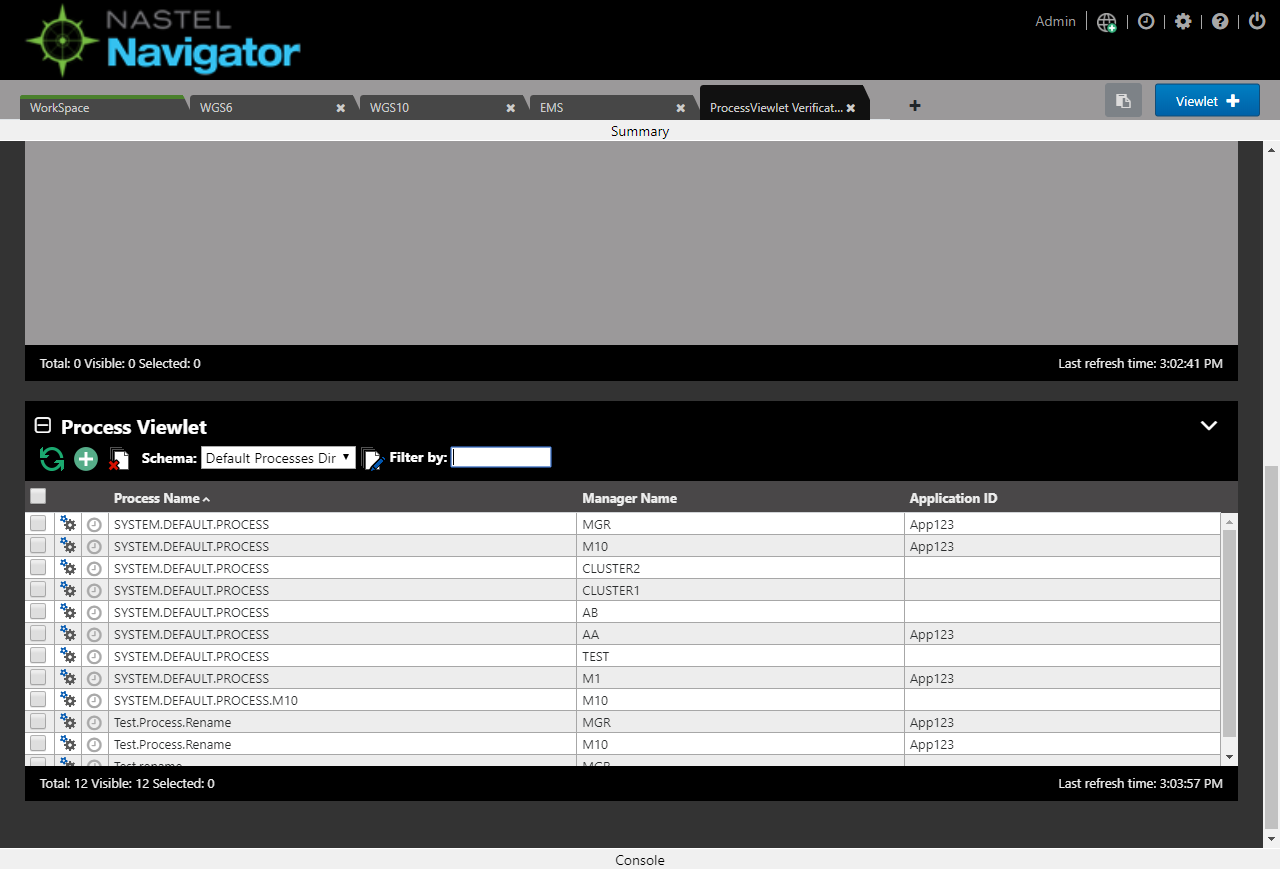 NASTEL
Navigator
Admin
WorkSpace WGS6 WGS10 EMS ProcessViewlet Verificat...
Viewlet
Summary
Total: 0 Visible: 0 Selected: 0 Last refresh time: 3:02:41 PM
Process Viewlet
Schema: Default Processes Dir Filter by:
Process Name Manager Name Application ID
SYSTEM.DEFAULT.PROCESS MGR App123
SYSTEM.DEFAULT.PROCESS M10 App123
SYSTEM.DEFAULT.PROCESS CLUSTER2
SYSTEM.DEFAULT.PROCESS CLUSTER1
SYSTEM.DEFAULT.PROCESS AB
SYSTEM.DEFAULT.PROCESS AA App123
SYSTEM.DEFAULT.PROCESS TEST
SYSTEM.DEFAULT.PROCESS M1 App123
SYSTEM.DEFAULT.PROCESS.M10 M10
Test.Process.Rename MGR App123
Test.Process.Rename M10 App123
Test.rename MGR
Total: 12 Visible: 12 Selected: 0 Last refresh time: 3:03:57 PM
Console